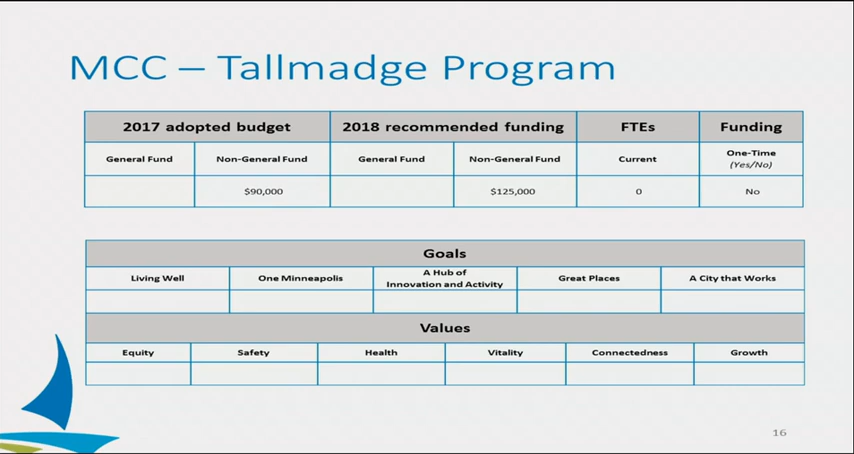 MCC – Tallmadge Program
2017 adopted budget 2018 recommended funding FTEs Funding
General Fund Non-General Fund General Fund Non-General Fund Current One-Time
(Yes/No)
$90,000 $125,000 0 No
Goals
Living Well One Minneapolis A Hub of
Innovation and Activity Great Places A City that Works
Values
Equity Safety Health Vitality Connectedness Growth
16